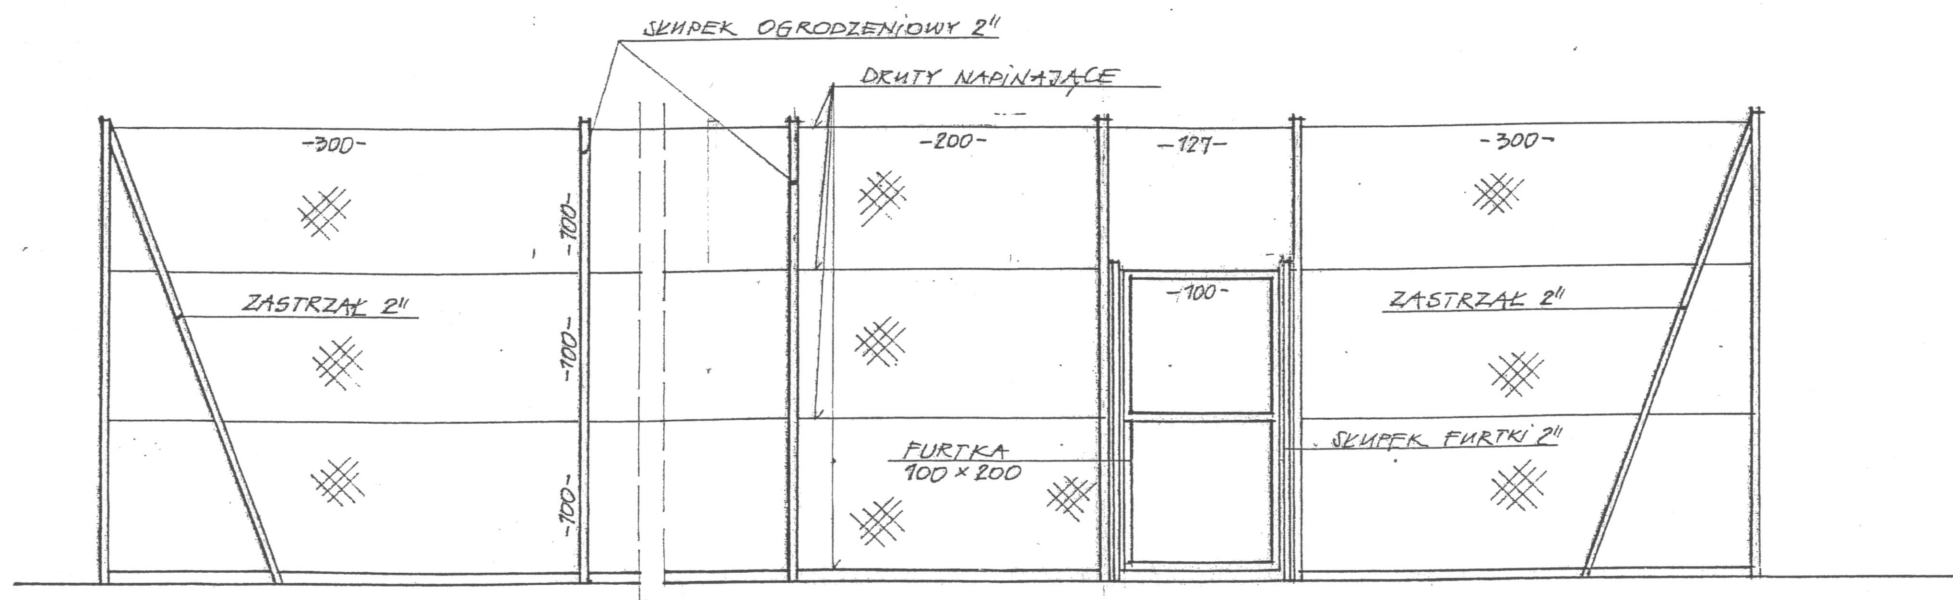 SŁUPEK OGRODZENIOWY 2"
DRUTY NAPINAJĄCE
-300-
-200-
-127-
-300-
-100-
-100-
ZASTRZAŁ 2"
ZASTRZAŁ 2"
-100-
SŁUPEK FURTKI 2"
FURTKA
100 × 200
-100-